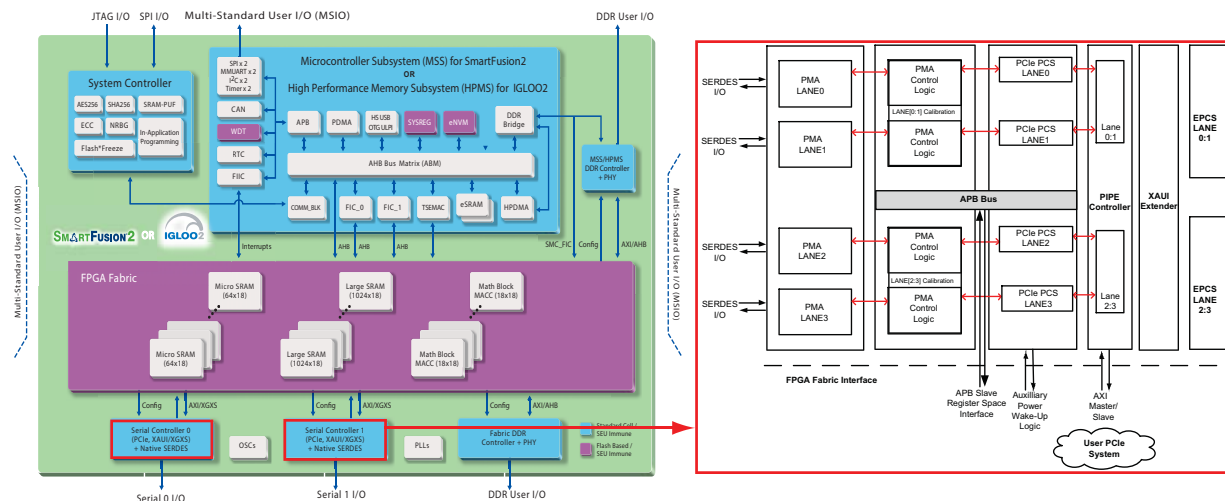 Multi-Standard User I/O (MSIO)
JTAG I/O
SPI I/O
DDR User I/O
System Controller
AES256
SHA256
SRAM-PUF
ECC
NRBG
In-Application
Programming
Flash*Freeze
SPI x 2
MMUART x 2
I2C x 2
Timer x 2
CAN
WDT
RTC
FIIC
Microcontroller Subsystem (MSS) for SmartFusion2
OR
High Performance Memory Subsystem (HPMS) for IGLOO2
APB
PDMA
HS USB
OTG ULPI
SYSREG
eNVM
DDR
Bridge
AHB Bus Matrix (ABM)
COMM_BLK
FIC_0
FIC_1
TSEMAC
eSRAM
HPDMA
MSS/HPMS
DDR Controller
+ PHY
Multi-Standard User I/O (MSIO)
Multi-Standard User I/O (MSIO)
SMARTFUSION2
OR
IGLOO2
Interrupts
AHB
AHB
AHB
SMC_FIC
Config
AXI/AHB
FPGA Fabric
Micro SRAM
(64x18)
Large SRAM
(1024x18)
Math Block
MACC (18x18)
Micro SRAM
(64x18)
Large SRAM
(1024x18)
Math Block
MACC (18x18)
Config
AXI/XGXS
Config
AXI/XGXS
Config
AXI/AHB
Serial Controller 0
(PCIe, XAUI/XGXS)
+ Native SERDES
OSCs
Serial Controller 1
(PCIe, XAUI/XGXS)
+ Native SERDES
PLLs
Fabric DDR
Controller + PHY
Standard Cell /
SEU Immune
Flash Based /
SEU Immune
Serial 0 I/O
Serial 1 I/O
DDR User I/O
SERDES
I/O
PMA
LANE0
PMA
Control
Logic
PCIe PCS
LANE0
LANE[0:1] Calibration
SERDES
I/O
PMA
LANE1
PMA
Control
Logic
PCIe PCS
LANE1
Lane
0:1
EPCS
LANE
0:1
APB Bus
PIPE
Controller
XAUI
Extender
SERDES
I/O
PMA
LANE2
PMA
Control
Logic
PCIe PCS
LANE2
LANE[2:3] Calibration
SERDES
I/O
PMA
LANE3
PMA
Control
Logic
PCIe PCS
LANE3
Lane
2:3
EPCS
LANE
2:3
FPGA Fabric Interface
APB Slave
Register Space
Interface
Auxilliary
Power
Wake-Up
Logic
AXI
Master/
Slave
User PCIe
System